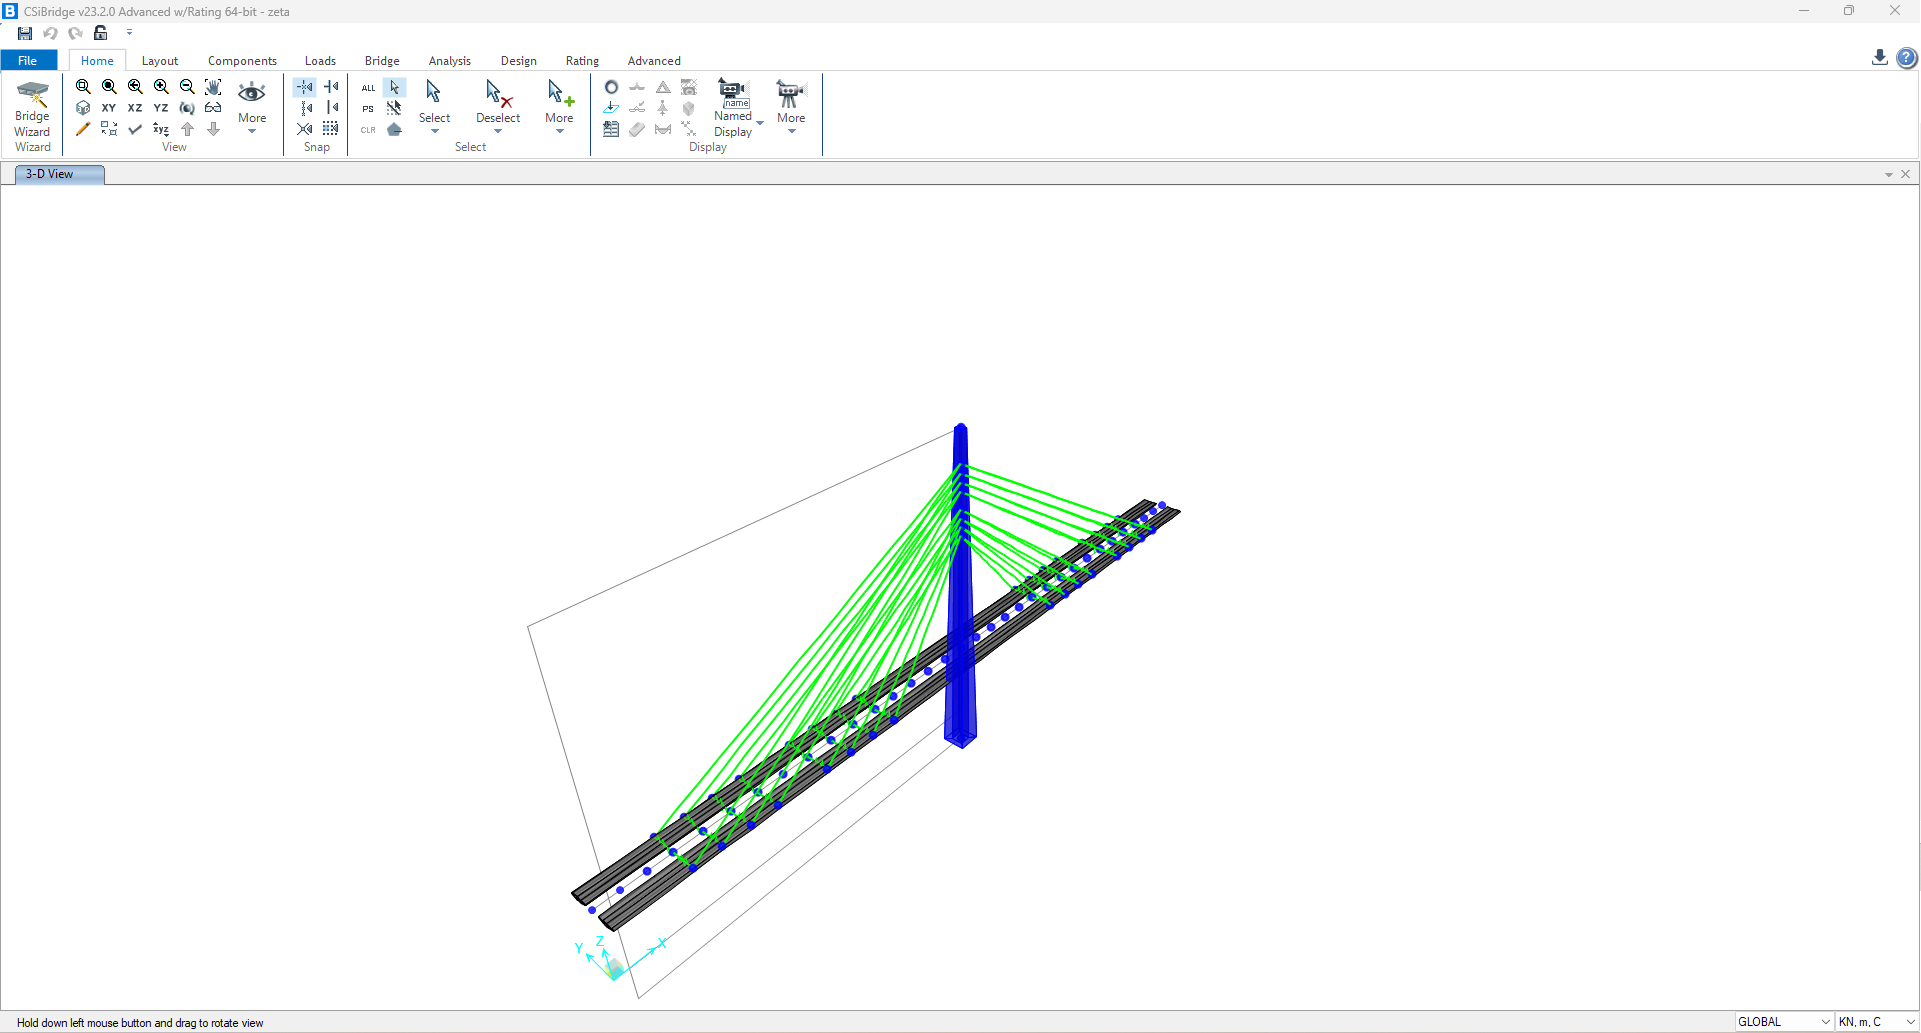 B CSiBridge v23.2.0 Advanced w/Rating 64-bit - zeta
File Home Layout Components Loads Bridge Analysis Design Rating Advanced
Bridge Wizard
Wizard
XY XZ YZ
xyz
More
View
Snap
ALL
PS
CLR
Select
Deselect
More
Select
name
Named Display
More
Display
3-D View
Y Z X
Hold down left mouse button and drag to rotate view
GLOBAL
KN, m, C